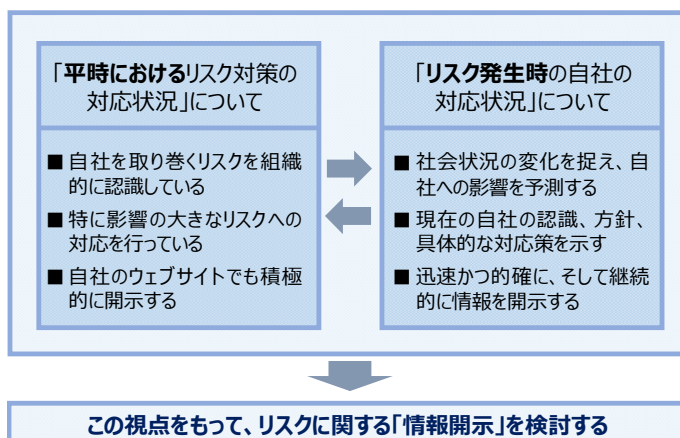 「平時におけるリスク対策の
対応状況」について
■ 自社を取り巻くリスクを組織
的に認識している
■ 特に影響の大きなリスクへの
対応を行っている
■ 自社のウェブサイトでも積極
的に開示する
「リスク発生時の自社の
対応状況」について
■ 社会状況の変化を捉え、自
社への影響を予測する
■ 現在の自社の認識、方針、
具体的な対応策を示す
■ 迅速かつ的確に、そして継続
的に情報を開示する
この視点をもって、リスクに関する「情報開示」を検討する